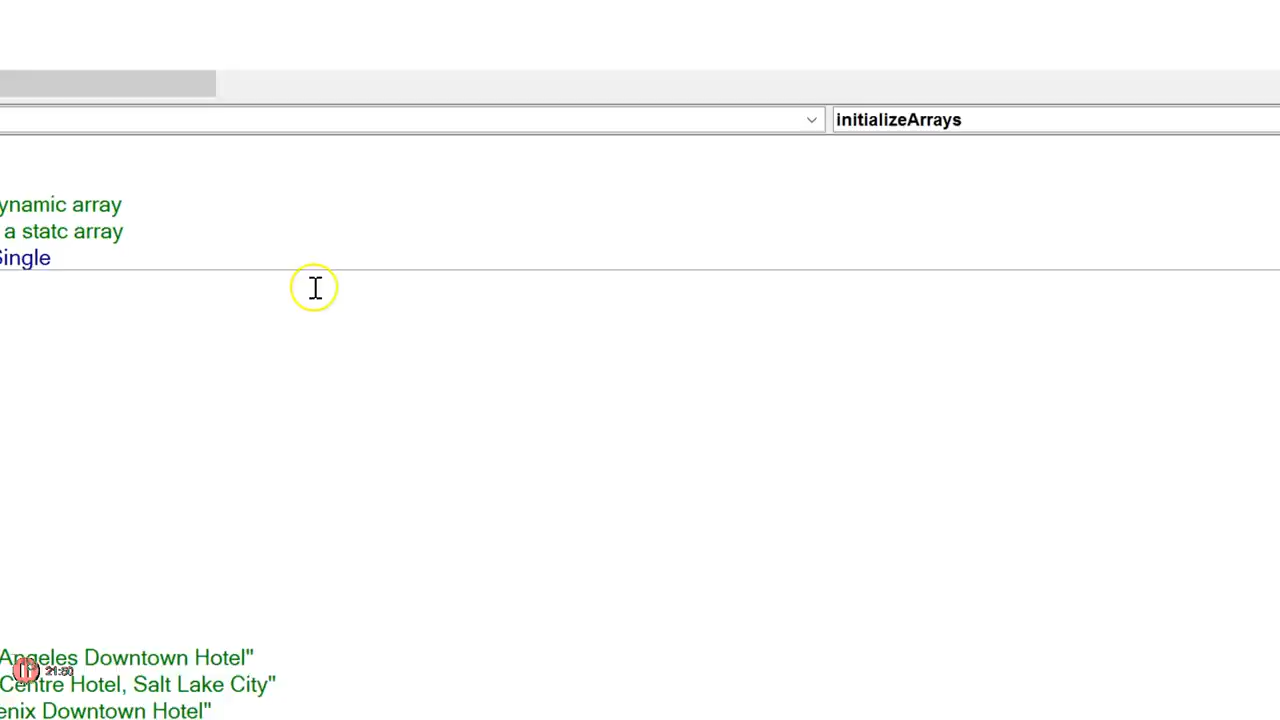 initializeArrays
ynamic array
a statc array
Single
Angeles Downtown Hotel"
Centre Hotel, Salt Lake City"
enix Downtown Hotel"